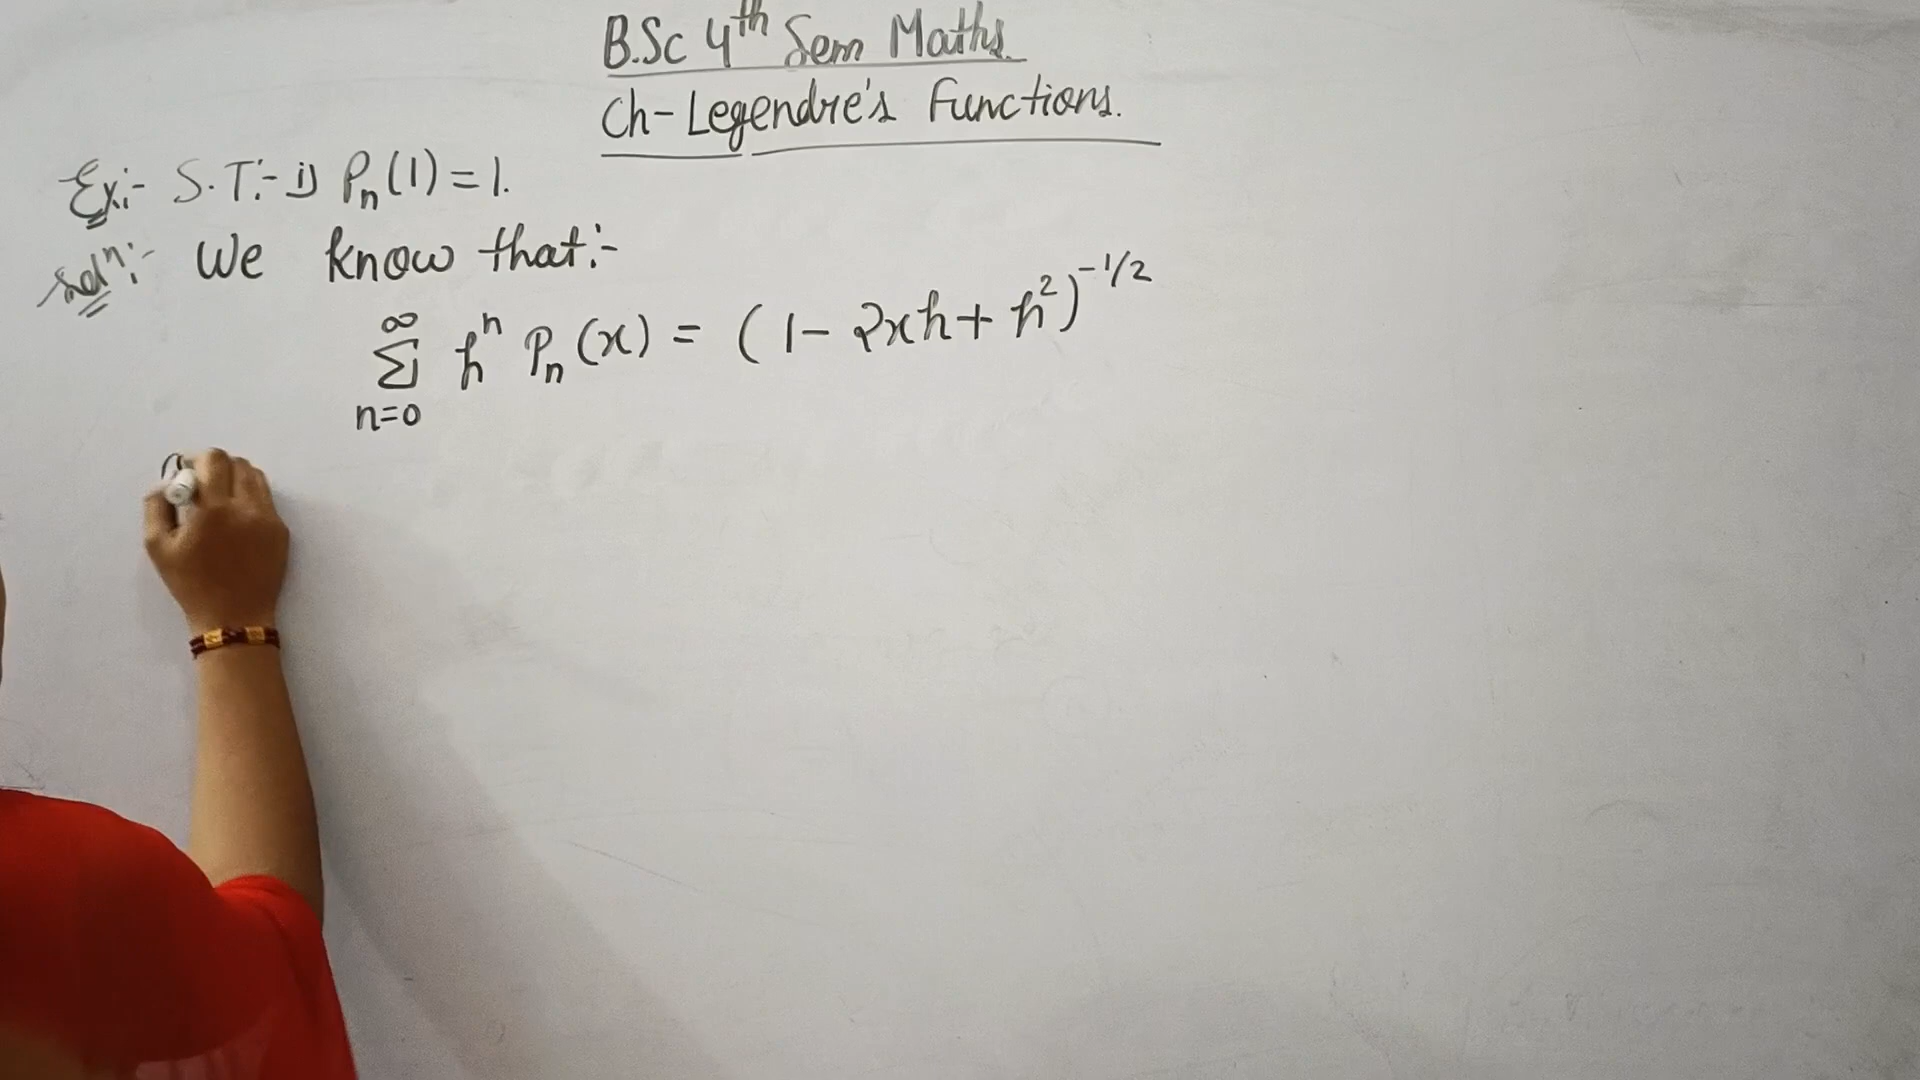 B.Sc 4th Sem Maths.
Ch- Legendre's Functions.
Ex:- S.T:- i) Pn(1) = 1.
Solⁿ:- We know that:-
∞
Σ hⁿ Pn(x) = (1 - 2xh + h²)^-1/2
n=0